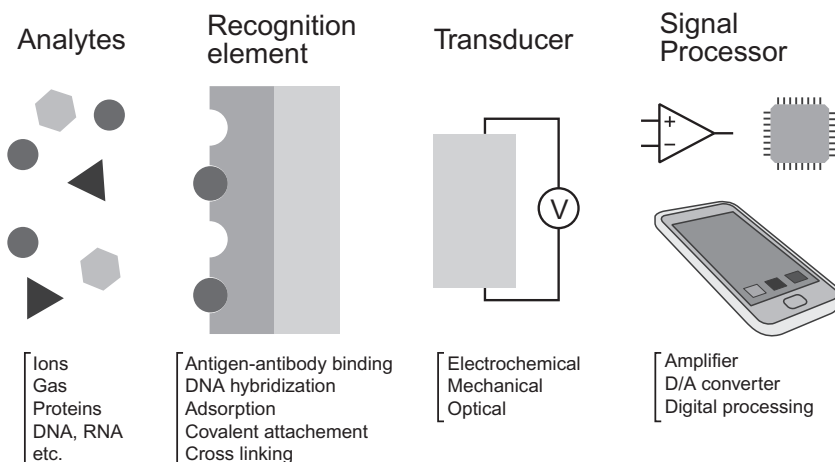 Analytes
Recognition
element
Transducer
Signal
Processor
+
−
V
Ions
Gas
Proteins
DNA, RNA
etc.
Antigen-antibody binding
DNA hybridization
Adsorption
Covalent attachement
Cross linking
Electrochemical
Mechanical
Optical
Amplifier
D/A converter
Digital processing